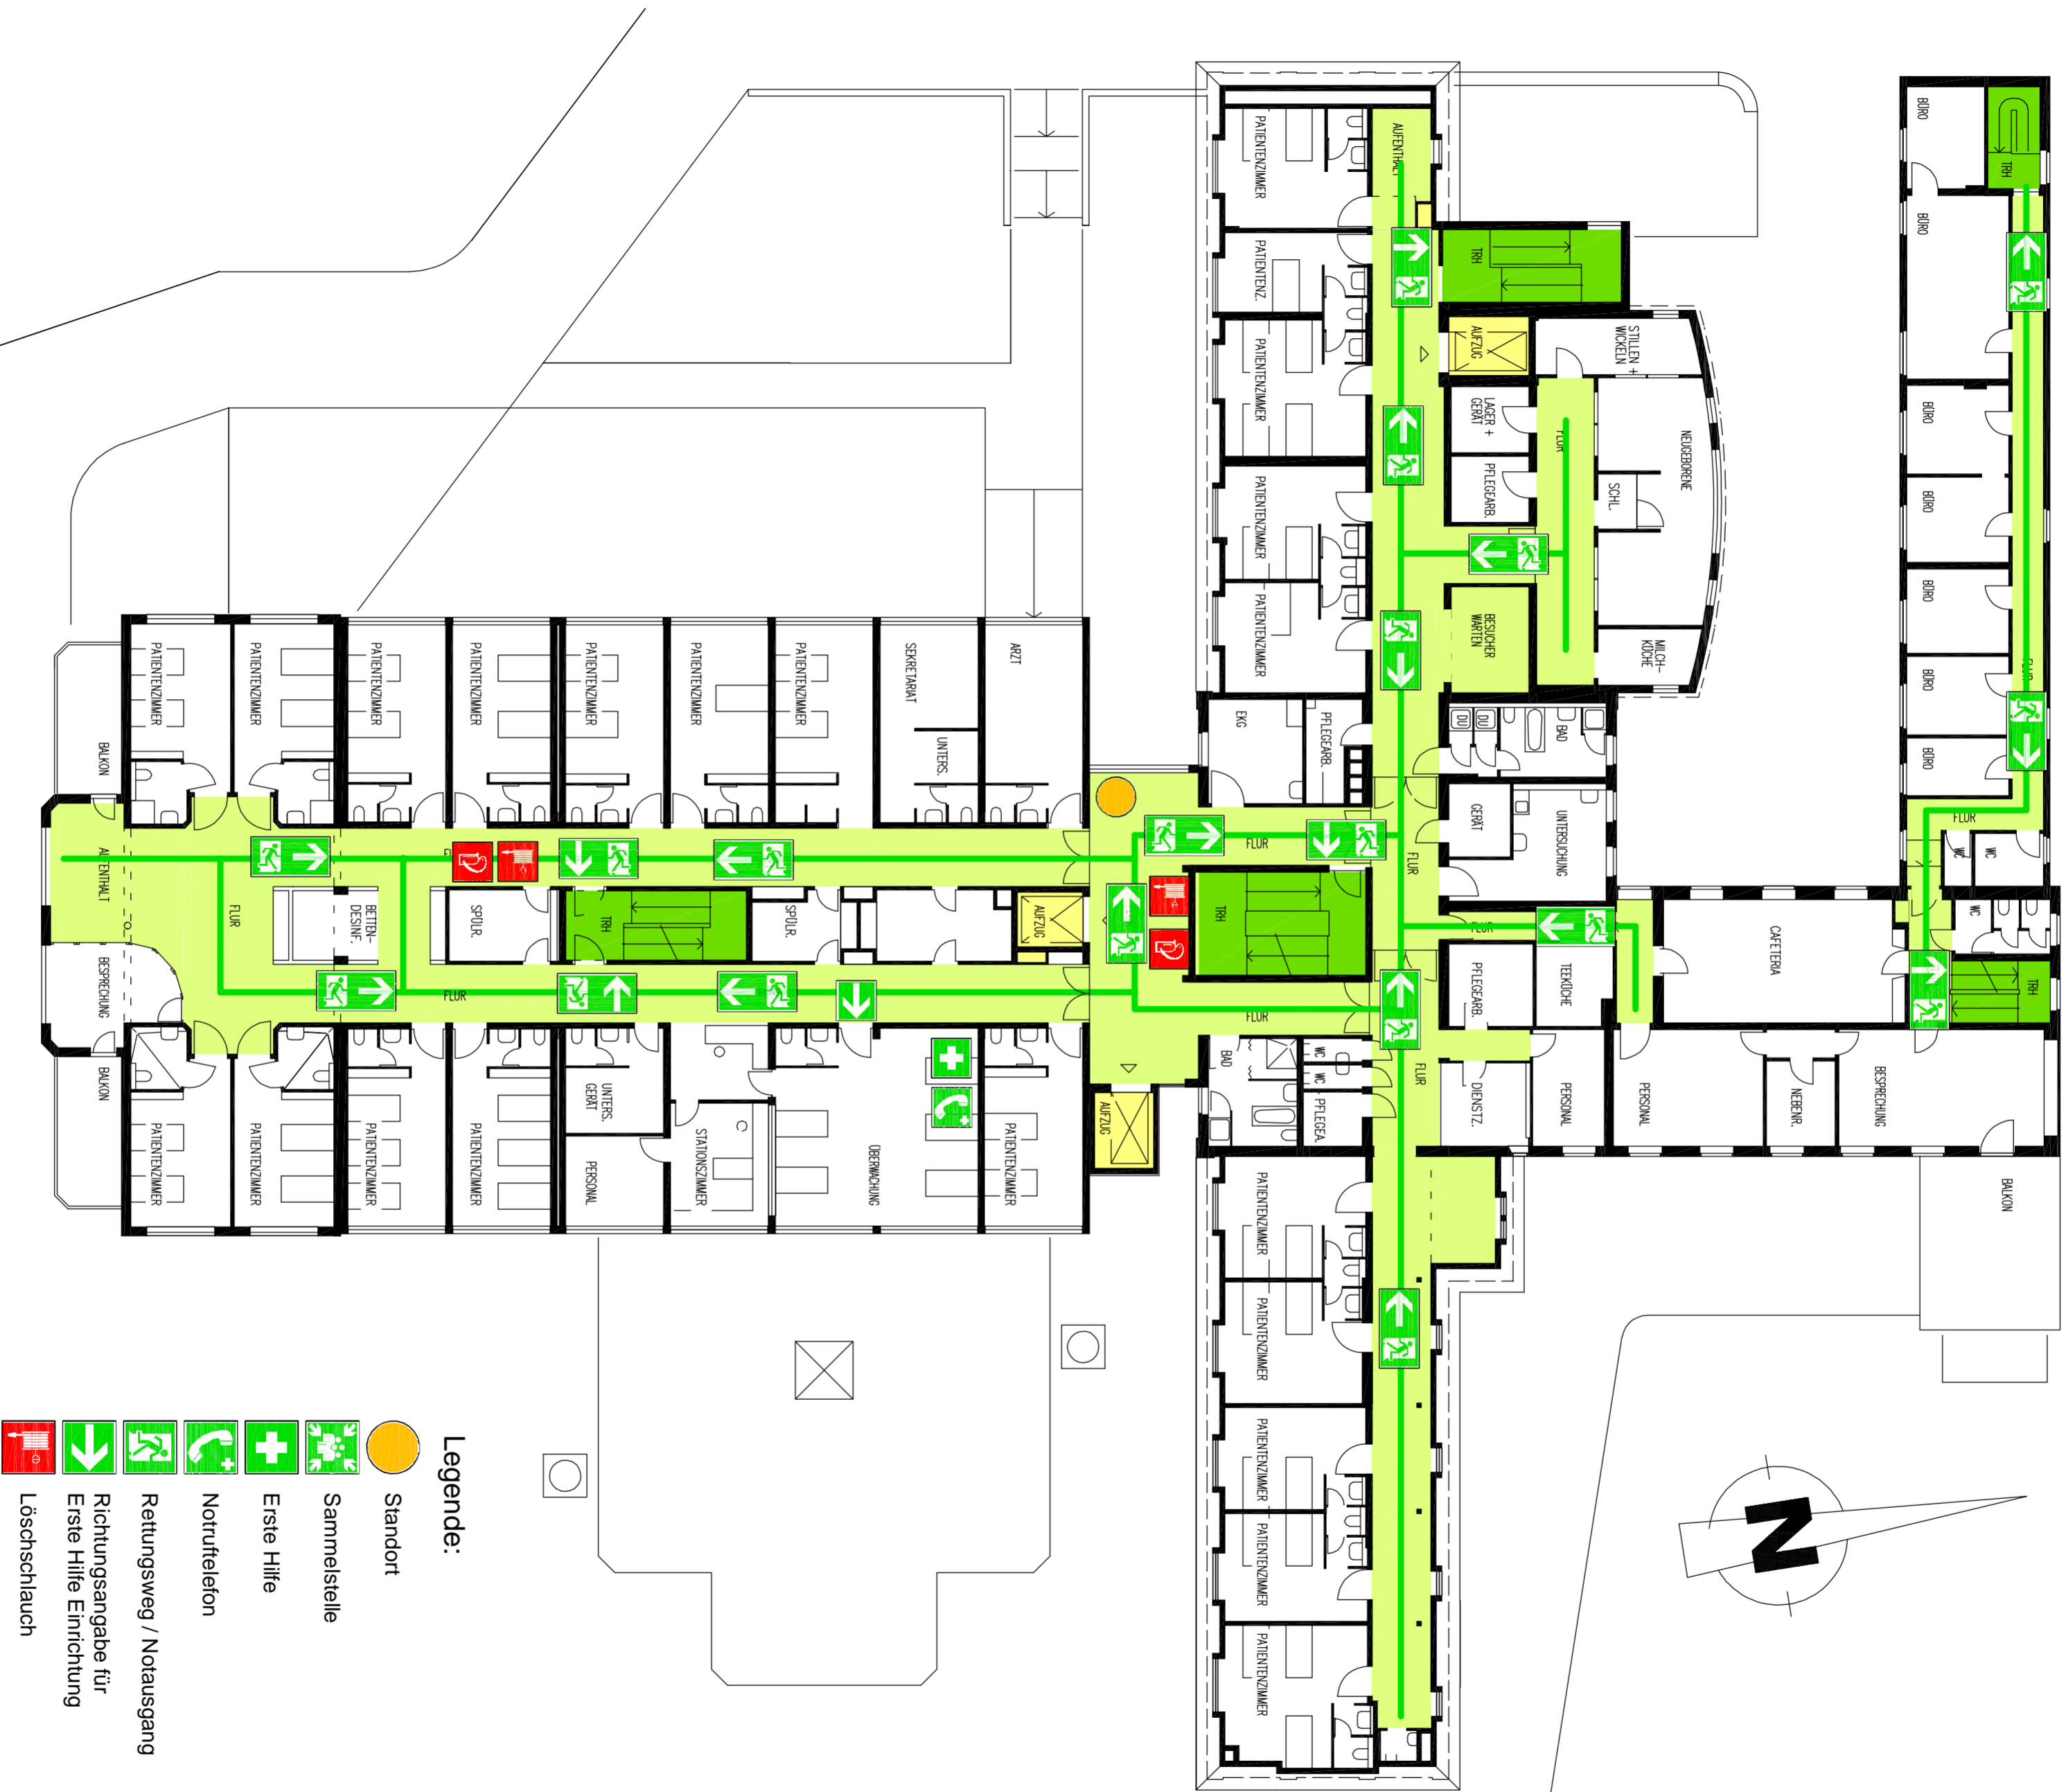 BÜRO
TRH
BÜRO
BÜRO
BÜRO
BÜRO
BÜRO
BÜRO
FLUR
FLUR
WC
WC
WC
TRH
CAFETERIA
BESPRECHUNG
NEBENR.
PERSONAL
BALKON
PERSONAL
TEEKÜCHE
PFLEGEARB.
DIENSTZ.
FLUR
STILLEN +
WICKELN
NEUGEBORENE
SCHL.
MILCH-
KÜCHE
FLUR
TRH
AUFZUG
LAGER +
GERÄT
PFLEGEARB.
BESUCHER
WARTEN
DU
DU
BAD
UNTERSUCHUNG
GERÄT
AUFENTHALT
FLUR
FLUR
PATIENTENZIMMER
PATIENTENZ.
PATIENTENZIMMER
PATIENTENZIMMER
PATIENTENZIMMER
PFLEGEARB.
EKG
FLUR
TRH
FLUR
WC
WC
PFLEGEA.
BAD
PATIENTENZIMMER
PATIENTENZIMMER
PATIENTENZIMMER
PATIENTENZIMMER
PATIENTENZIMMER
AUFZUG
AUFZUG
ARZT
SEKRETARIAT
UNTERS.
PATIENTENZIMMER
PATIENTENZIMMER
PATIENTENZIMMER
PATIENTENZIMMER
PATIENTENZIMMER
PATIENTENZIMMER
PATIENTENZIMMER
BALKON
SPÜLR.
TRH
SPÜLR.
BETTEN-
DESINF.
FLUR
FLUR
BESPRECHUNG
PATIENTENZIMMER
ÜBERWACHUNG
STATIONSZIMMER
UNTERS.
GERÄT
PERSONAL
PATIENTENZIMMER
PATIENTENZIMMER
PATIENTENZIMMER
PATIENTENZIMMER
BALKON
N
Legende:
Standort
Sammelstelle
Erste Hilfe
Notruftelefon
Rettungsweg / Notausgang
Richtungsangabe für
Erste Hilfe Einrichtung
Löschschlauch